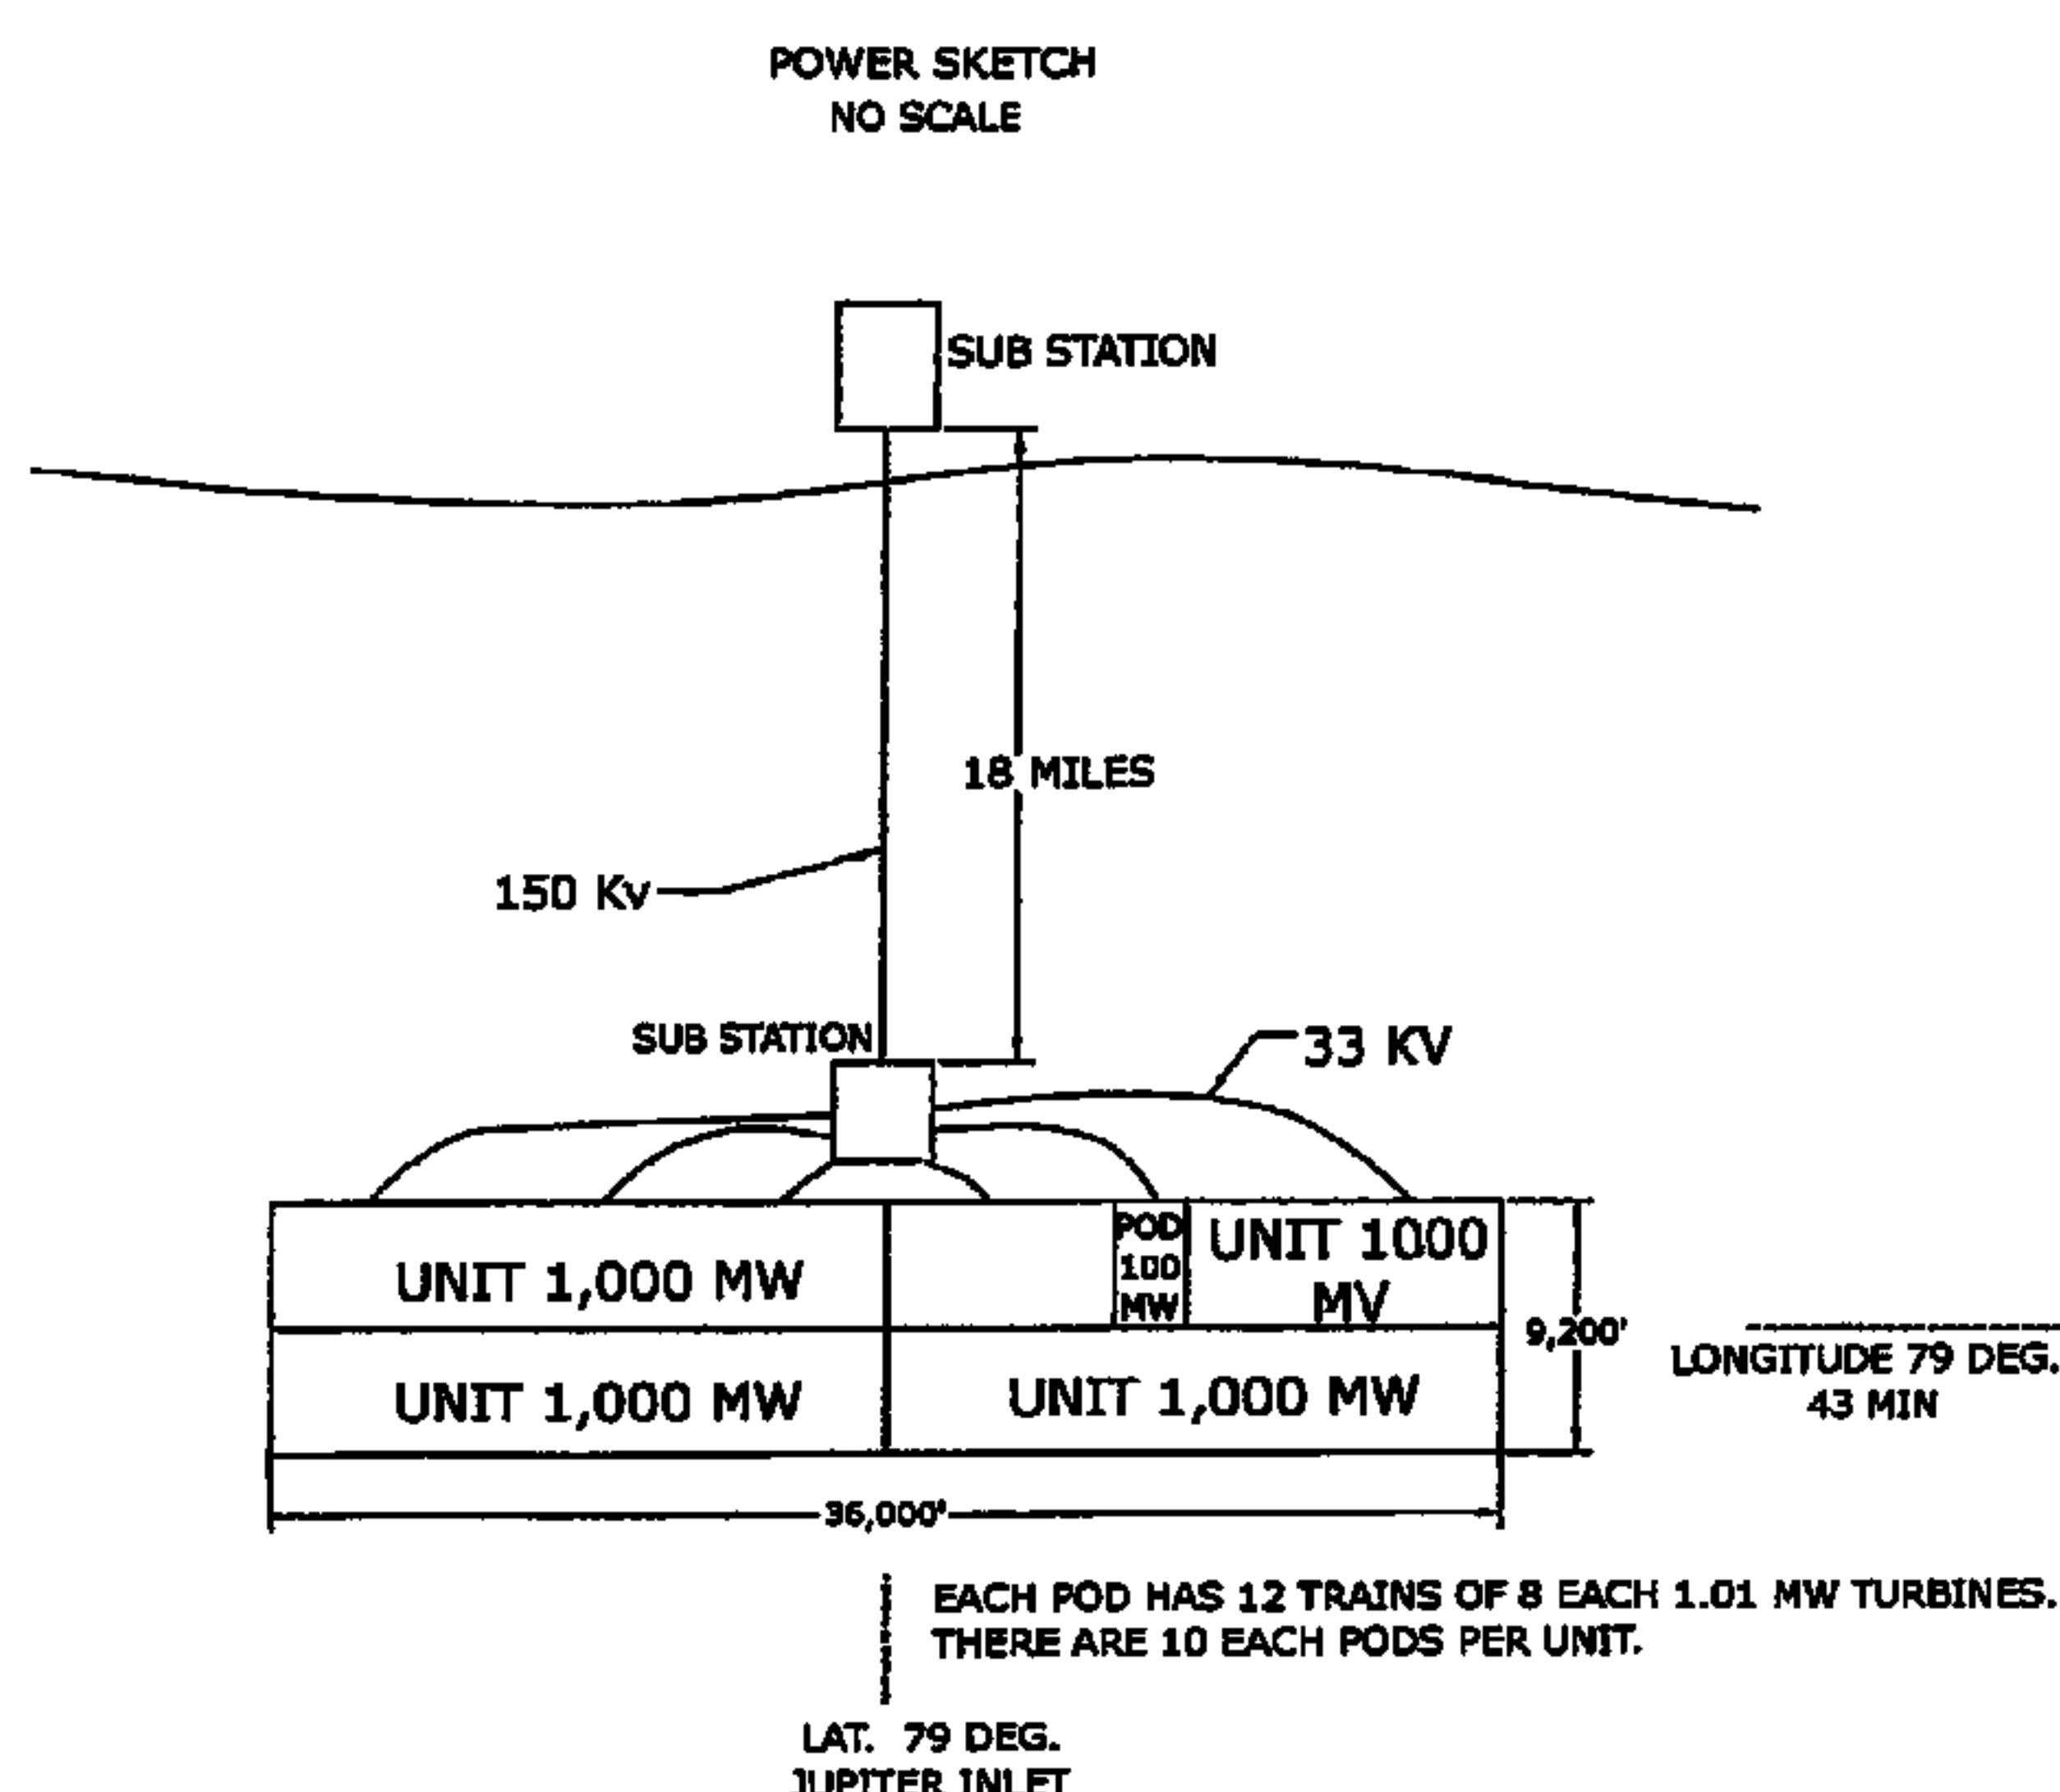 POWER SKETCH
NO SCALE
SUB STATION
18 MILES
150 Kv
SUB STATION
33 KV
POD
100
MW
UNIT 1000
MV
UNIT 1,000 MW
9,200'
LONGITUDE 79 DEG.
43 MIN
UNIT 1,000 MW
UNIT 1,000 MW
36,000'
EACH POD HAS 12 TRAINS OF 8 EACH 1.01 MW TURBINES.
THERE ARE 10 EACH PODS PER UNIT.
LAT. 79 DEG.
JUPITER INLET